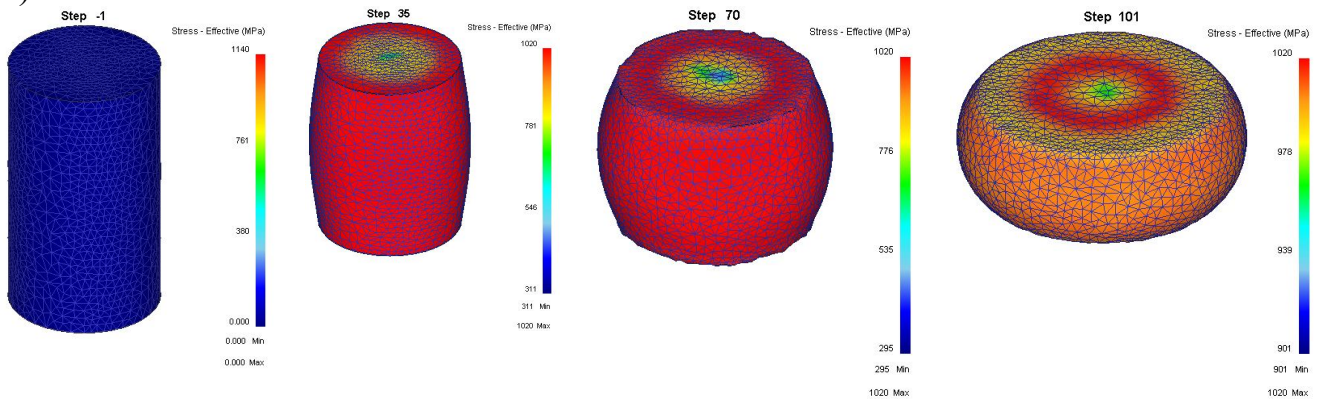 )
Step -1
Stress - Effective (MPa)
1140
761
380
0.000
0.000 Min
0.000 Max
Step 35
Stress - Effective (MPa)
1020
781
546
311
311 Min
1020 Max
Step 70
Stress - Effective (MPa)
1020
776
535
295
295 Min
1020 Max
Step 101
Stress - Effective (MPa)
1020
978
939
901
901 Min
1020 Max